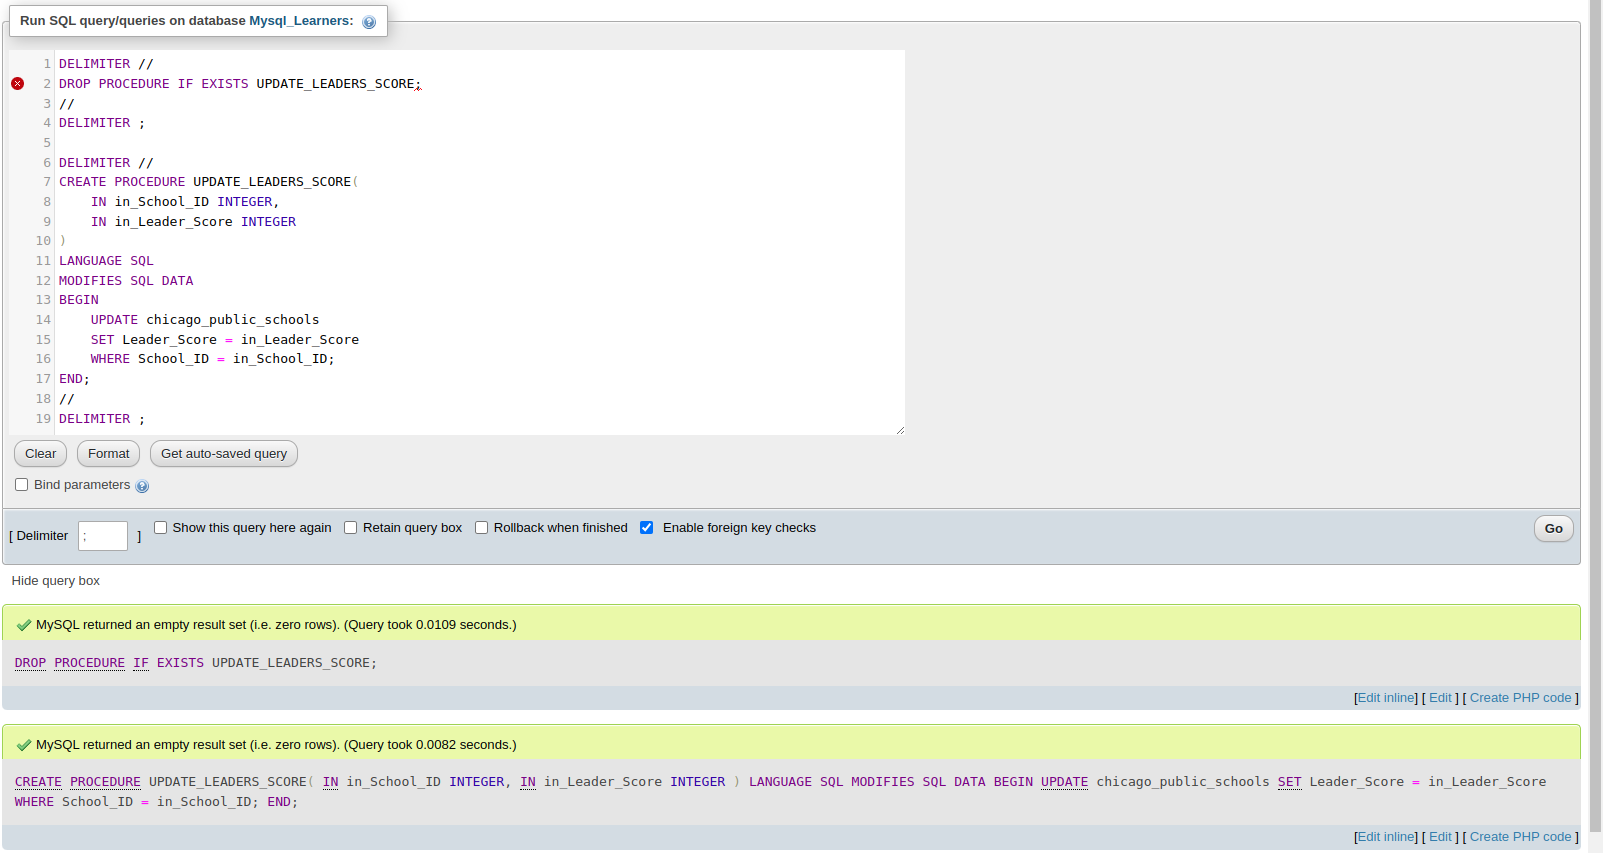 Run SQL query/queries on database Mysql_Learners:
1 DELIMITER //
2 DROP PROCEDURE IF EXISTS UPDATE_LEADERS_SCORE;
3 //
4 DELIMITER ;
5
6 DELIMITER //
7 CREATE PROCEDURE UPDATE_LEADERS_SCORE(
8     IN in_School_ID INTEGER,
9     IN in_Leader_Score INTEGER
10 )
11 LANGUAGE SQL
12 MODIFIES SQL DATA
13 BEGIN
14     UPDATE chicago_public_schools
15     SET Leader_Score = in_Leader_Score
16     WHERE School_ID = in_School_ID;
17 END;
18 //
19 DELIMITER ;
Clear Format Get auto-saved query
Bind parameters
[ Delimiter ; ] Show this query here again Retain query box Rollback when finished Enable foreign key checks Go
Hide query box
MySQL returned an empty result set (i.e. zero rows). (Query took 0.0109 seconds.)
DROP PROCEDURE IF EXISTS UPDATE_LEADERS_SCORE;
[Edit inline] [ Edit ] [ Create PHP code ]
MySQL returned an empty result set (i.e. zero rows). (Query took 0.0082 seconds.)
CREATE PROCEDURE UPDATE_LEADERS_SCORE( IN in_School_ID INTEGER, IN in_Leader_Score INTEGER ) LANGUAGE SQL MODIFIES SQL DATA BEGIN UPDATE chicago_public_schools SET Leader_Score = in_Leader_Score
WHERE School_ID = in_School_ID; END;
[Edit inline] [ Edit ] [ Create PHP code ]